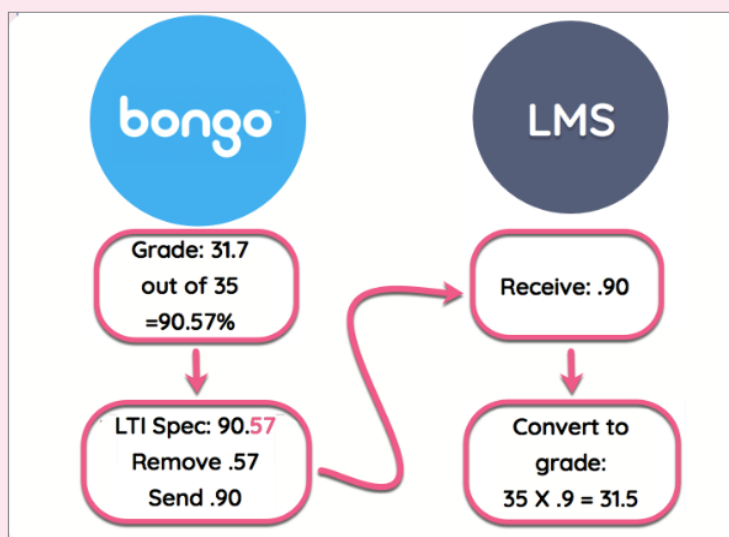 bongo
Grade: 31.7
out of 35
=90.57%
LTI Spec: 90.57
Remove .57
Send .90
LMS
Receive: .90
Convert to
grade:
35 X .9 = 31.5